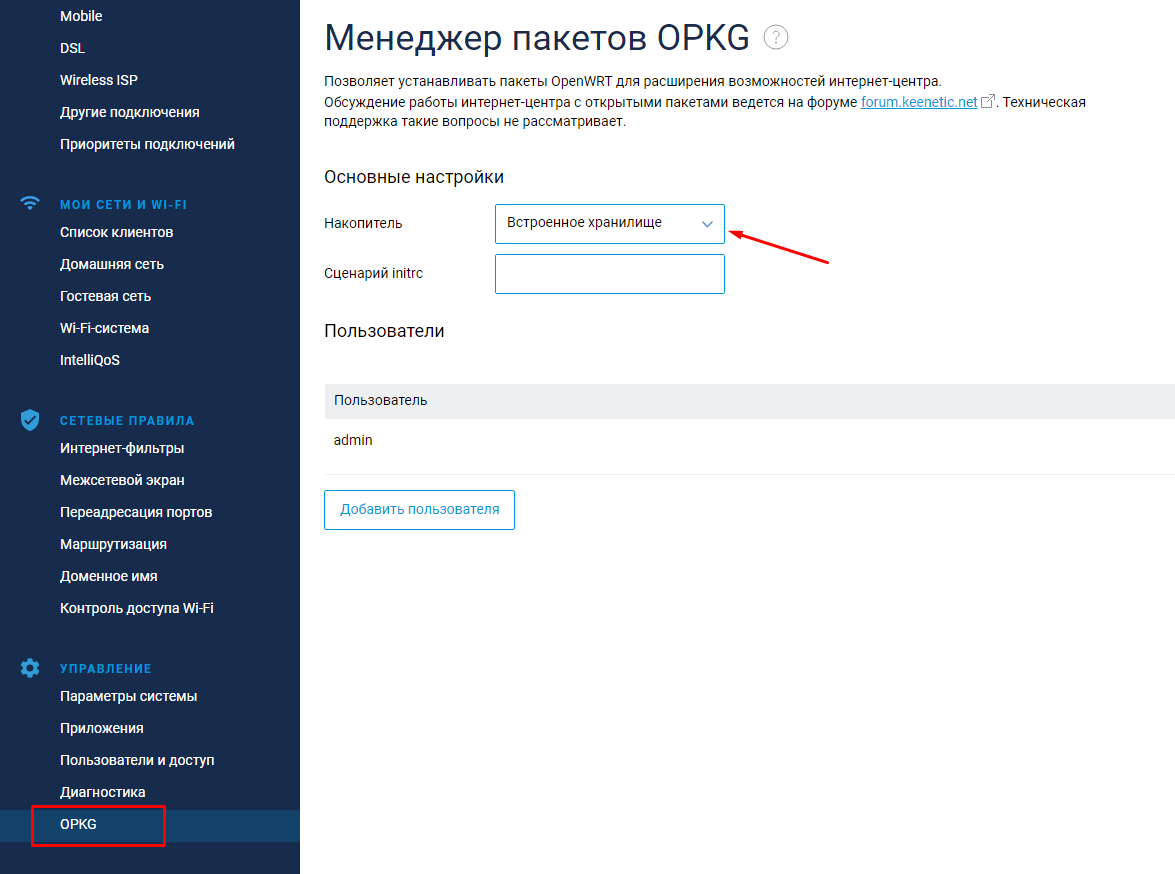 Mobile
DSL
Wireless ISP
Другие подключения
Приоритеты подключений
МОИ СЕТИ И WI-FI
Список клиентов
Домашняя сеть
Гостевая сеть
Wi-Fi-система
IntelliQoS
СЕТЕВЫЕ ПРАВИЛА
Интернет-фильтры
Межсетевой экран
Переадресация портов
Маршрутизация
Доменное имя
Контроль доступа Wi-Fi
УПРАВЛЕНИЕ
Параметры системы
Приложения
Пользователи и доступ
Диагностика
OPKG
Менеджер пакетов OPKG ?
Позволяет устанавливать пакеты OpenWRT для расширения возможностей интернет-центра.
Обсуждение работы интернет-центра с открытыми пакетами ведется на форуме forum.keenetic.net. Техническая
поддержка такие вопросы не рассматривает.
Основные настройки
Накопитель Встроенное хранилище
Сценарий initrc
Пользователи
Пользователь
admin
Добавить пользователя